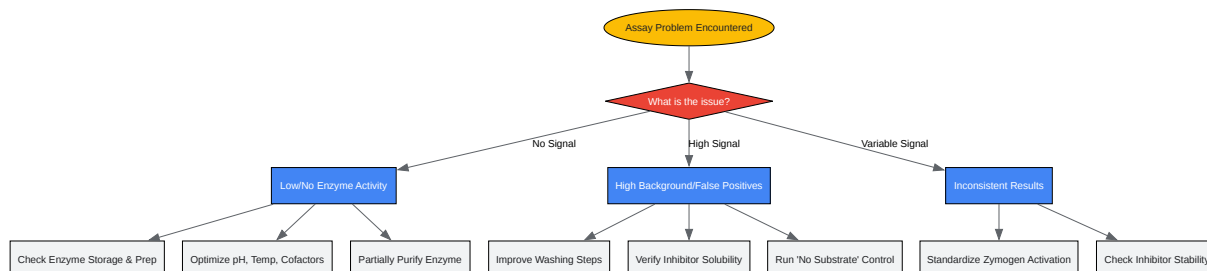 Assay Problem Encountered
What is the issue?
No Signal
High Signal
Variable Signal
Low/No Enzyme Activity
High Background/False Positives
Inconsistent Results
Check Enzyme Storage & Prep
Optimize pH, Temp, Cofactors
Partially Purify Enzyme
Improve Washing Steps
Verify Inhibitor Solubility
Run 'No Substrate' Control
Standardize Zymogen Activation
Check Inhibitor Stability